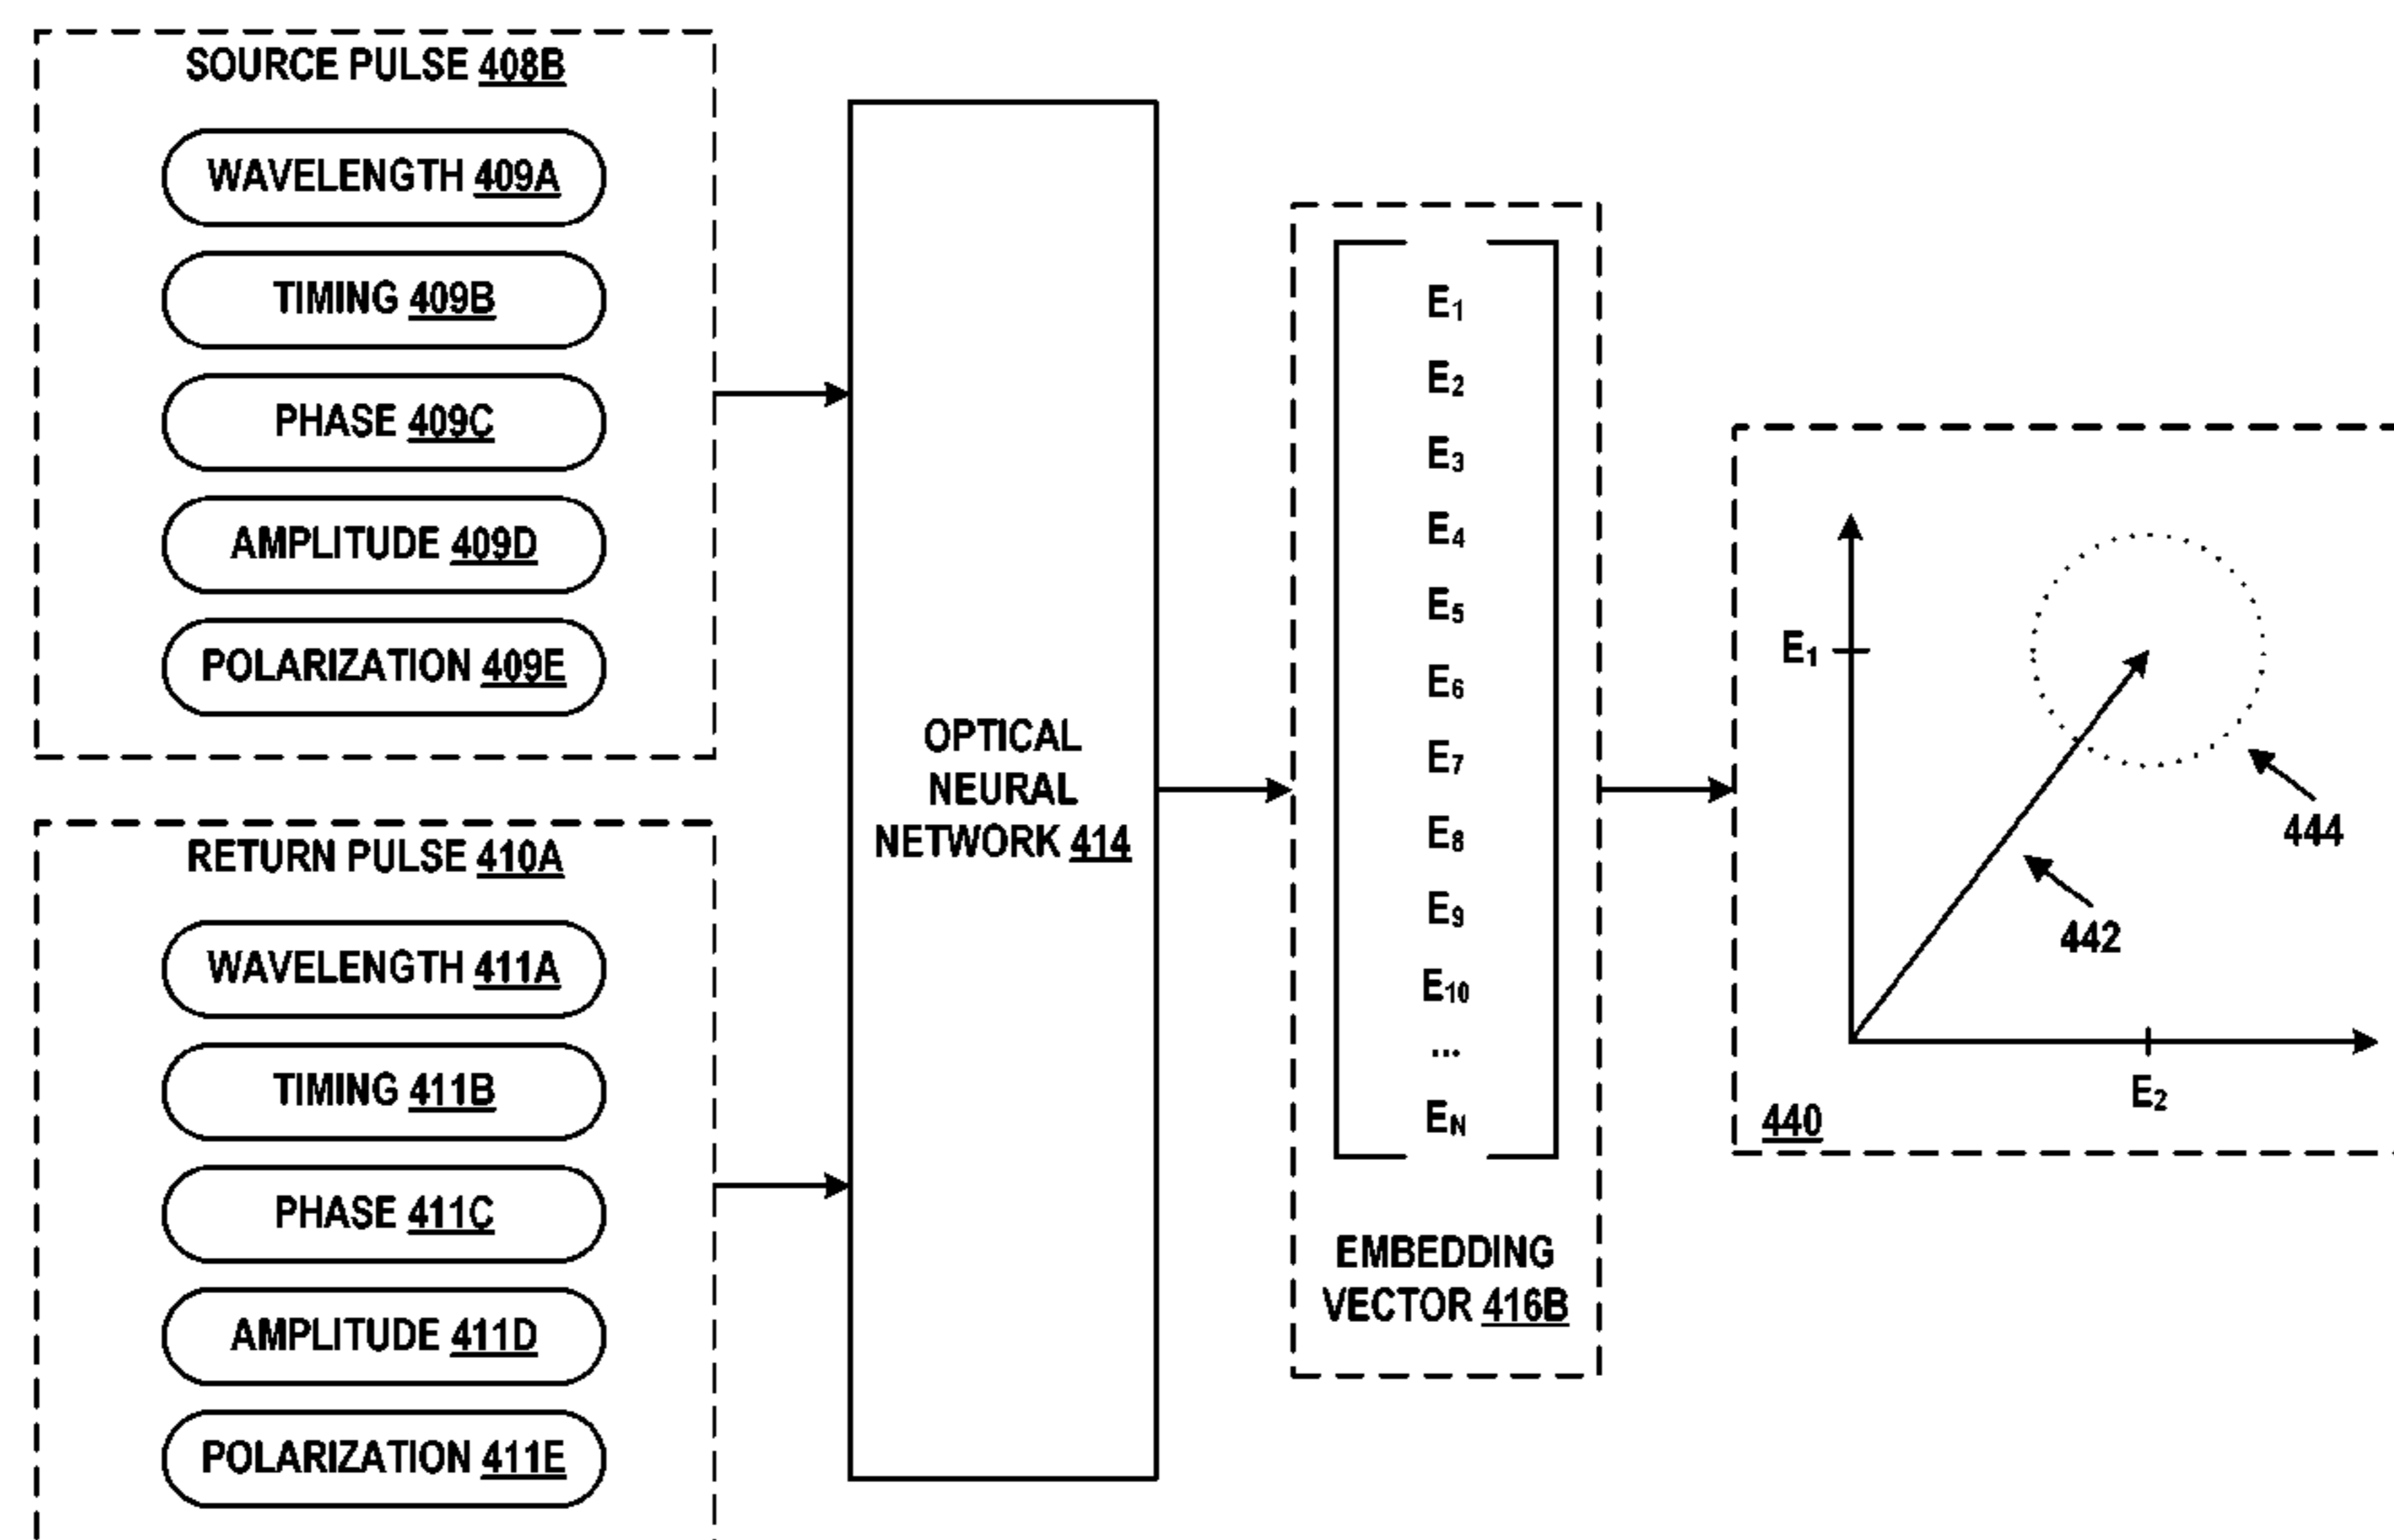 SOURCE PULSE 408B
WAVELENGTH 409A
TIMING 409B
PHASE 409C
AMPLITUDE 409D
POLARIZATION 409E
RETURN PULSE 410A
WAVELENGTH 411A
TIMING 411B
PHASE 411C
AMPLITUDE 411D
POLARIZATION 411E
OPTICAL
NEURAL
NETWORK 414
E₁
E₂
E₃
E₄
E₅
E₆
E₇
E₈
E₉
E₁₀
...
E_N
EMBEDDING
VECTOR 416B
E₁
444
442
E₂
440